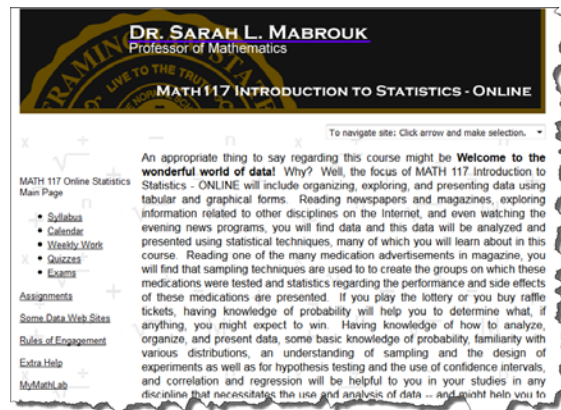 DR. SARAH L. MABROUK
Professor of Mathematics
FRAMINGHAM STATE
LIVE TO THE TRUTH
NORMAL SCHOOL
MATH117 INTRODUCTION TO STATISTICS - ONLINE
To navigate site: Click arrow and make selection.
MATH 117 Online Statistics
Main Page
Syllabus
Calendar
Weekly Work
Quizzes
Exams
Assignments
Some Data Web Sites
Rules of Engagement
Extra Help
MyMathLab
An appropriate thing to say regarding this course might be Welcome to the
wonderful world of data! Why? Well, the focus of MATH 117 Introduction to
Statistics - ONLINE will include organizing, exploring, and presenting data using
tabular and graphical forms. Reading newspapers and magazines, exploring
information related to other disciplines on the Internet, and even watching the
evening news programs, you will find data and this data will be analyzed and
presented using statistical techniques, many of which you will learn about in this
course. Reading one of the many medication advertisements in magazine, you
will find that sampling techniques are used to to create the groups on which these
medications were tested and statistics regarding the performance and side effects
of these medications are presented. If you play the lottery or you buy raffle
tickets, having knowledge of probability will help you to determine what, if
anything, you might expect to win. Having knowledge of how to analyze,
organize, and present data, some basic knowledge of probability, familiarity with
various distributions, an understanding of sampling and the design of
experiments as well as for hypothesis testing and the use of confidence intervals,
and correlation and regression will be helpful to you in your studies in any
discipline that necessitates the use and analysis of data -- and might help you to